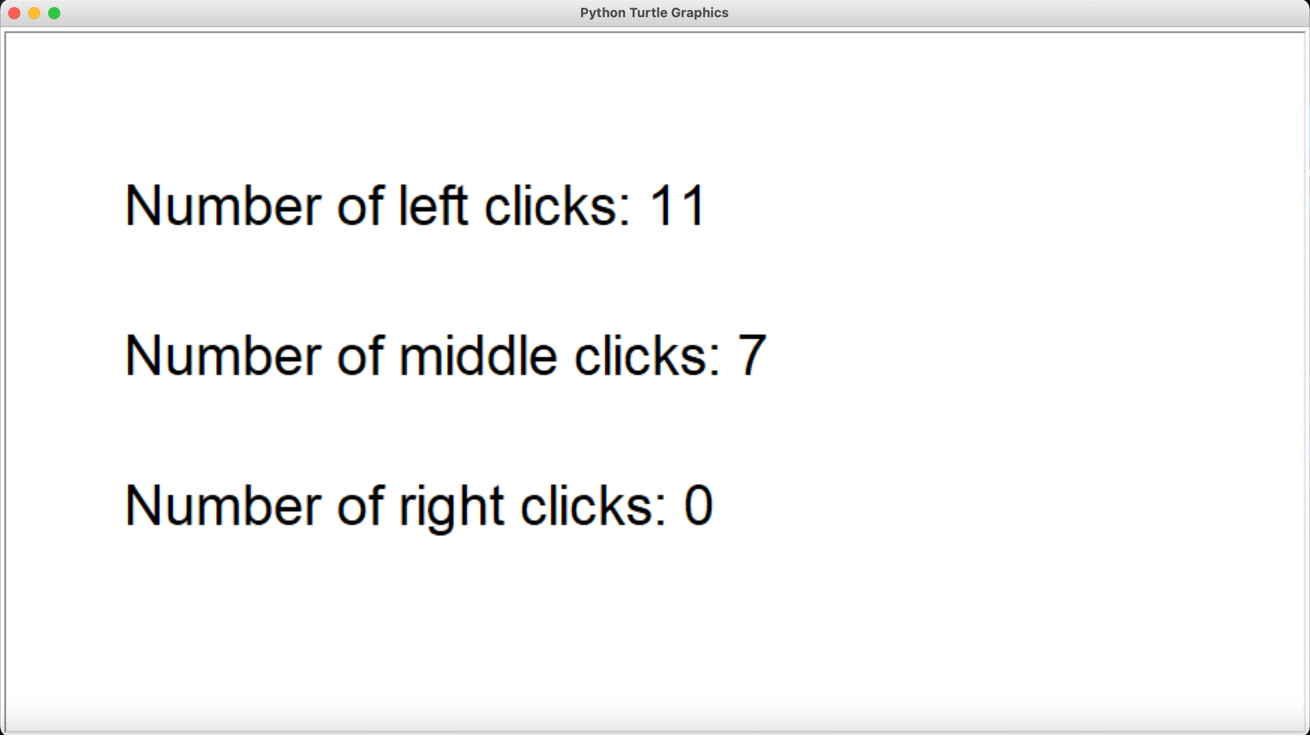 Python Turtle Graphics
Number of left clicks: 11
Number of middle clicks: 7
Number of right clicks: 0